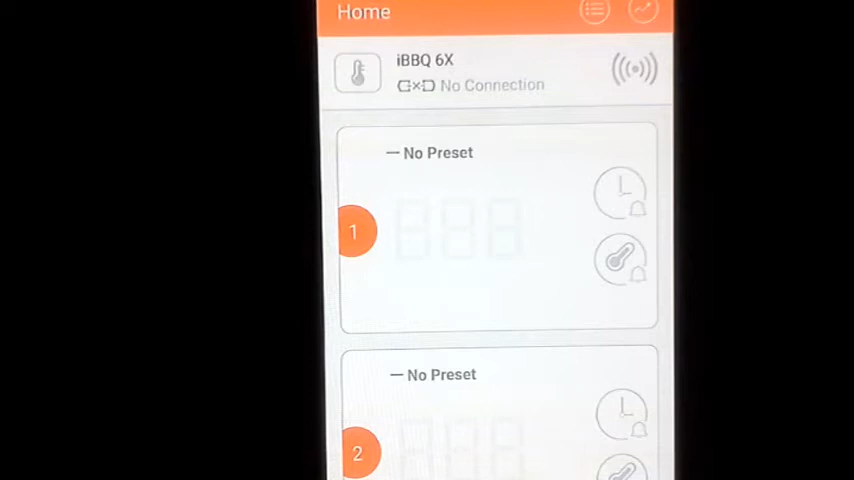 Home
iBBQ 6X
No Connection
— No Preset
1
— No Preset
2